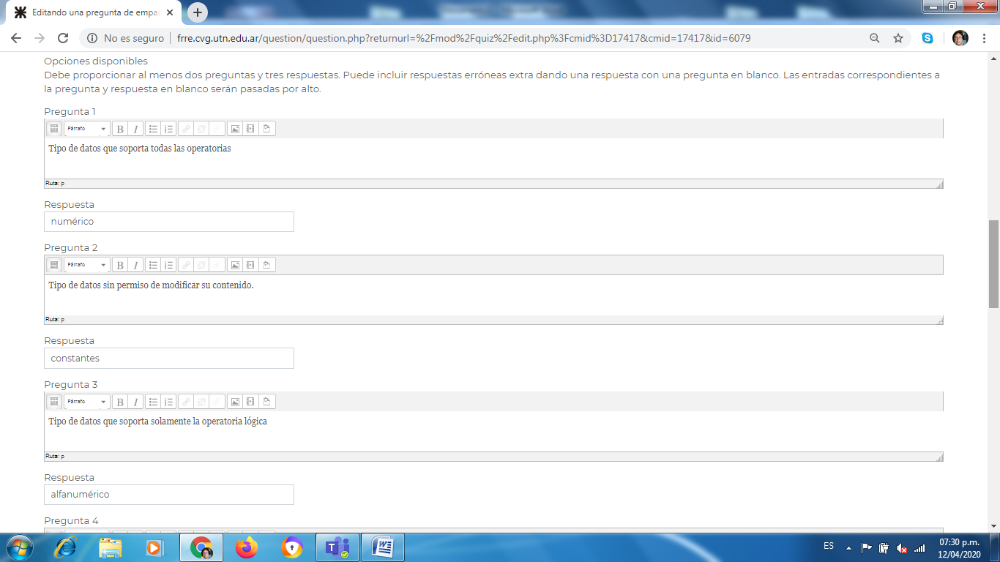 Editando una pregunta de empa
No es seguro
frre.cvg.utn.edu.ar/question/question.php?returnurl=%2Fmod%2Fquiz%2Fedit.php%3Fcmid%3D17417&cmid=17417&id=6079
Opciones disponibles
Debe proporcionar al menos dos preguntas y tres respuestas. Puede incluir respuestas erróneas extra dando una respuesta con una pregunta en blanco. Las entradas correspondientes a
la pregunta y respuesta en blanco serán pasadas por alto.
Pregunta 1
Párrafo
Tipo de datos que soporta todas las operatorias
Ruta: p
Respuesta
numérico
Pregunta 2
Párrafo
Tipo de datos sin permiso de modificar su contenido.
Ruta: p
Respuesta
constantes
Pregunta 3
Párrafo
Tipo de datos que soporta solamente la operatoria lógica
Ruta: p
Respuesta
alfanumérico
Pregunta 4
ES
07:30 p.m.
12/04/2020